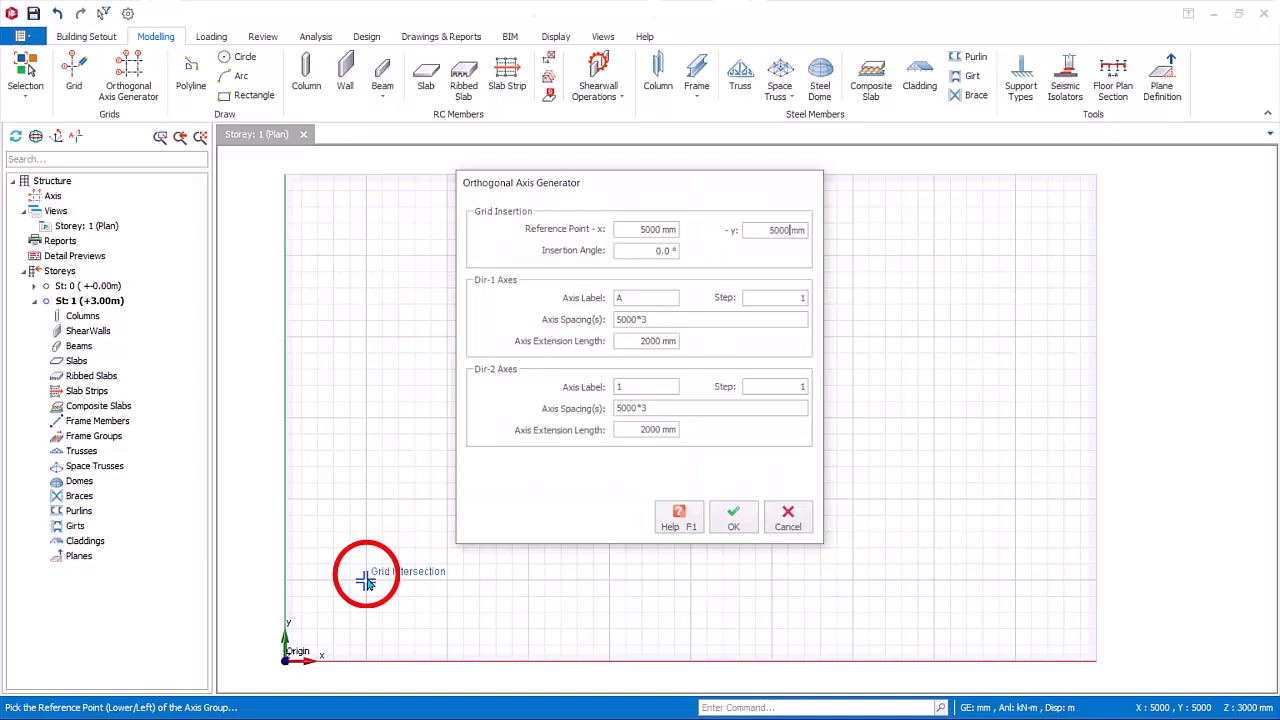 Building Setout Modelling Loading Review Analysis Design Drawings & Reports BIM Display Views Help
Selection
Grid
Orthogonal
Axis Generator
Grids
Polyline
Circle
Arc
Rectangle
Draw
Column
Wall
Beam
Slab
Ribbed
Slab
Slab Strip
RC Members
Shearwall
Operations
Column
Frame
Truss
Space
Truss
Steel
Dome
Composite
Slab
Cladding
Purlin
Girt
Brace
Steel Members
Support
Types
Seismic
Isolators
Floor Plan
Section
Plane
Definition
Tools
Search...
Structure
Axis
Views
Storey: 1 (Plan)
Reports
Detail Previews
Storeys
St: 0 ( +-0.00m)
St: 1 (+3.00m)
Columns
ShearWalls
Beams
Slabs
Ribbed Slabs
Slab Strips
Composite Slabs
Frame Members
Frame Groups
Trusses
Space Trusses
Domes
Braces
Purlins
Girts
Claddings
Planes
Storey: 1 (Plan)
Orthogonal Axis Generator
Grid Insertion
Reference Point - x: 5000 mm - y: 5000 mm
Insertion Angle: 0.0 °
Dir-1 Axes
Axis Label: A Step: 1
Axis Spacing(s): 5000*3
Axis Extension Length: 2000 mm
Dir-2 Axes
Axis Label: 1 Step: 1
Axis Spacing(s): 5000*3
Axis Extension Length: 2000 mm
Help F1 OK Cancel
Grid Intersection
y
Origin
x
Pick the Reference Point (Lower/Left) of the Axis Group... Enter Command... GE: mm , Anl: kN-m , Disp: m X : 5000 , Y : 5000 Z : 3000 mm